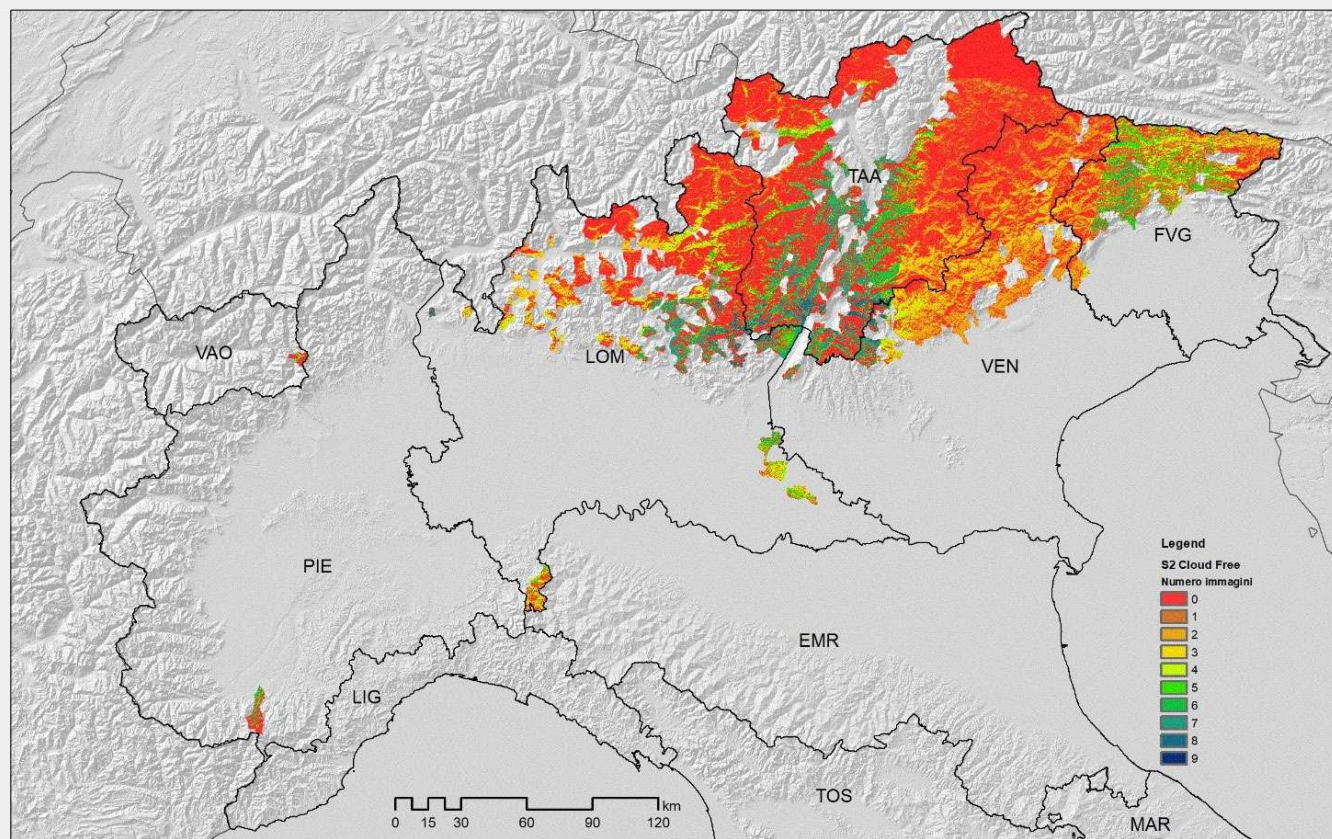 TAA
FVG
VAO
LOM
VEN
PIE
EMR
LIG
TOS
MAR
Legend
S2 Cloud Free
Numero immagini
0
1
2
3
4
5
6
7
8
9
km
0 15 30 60 90 120